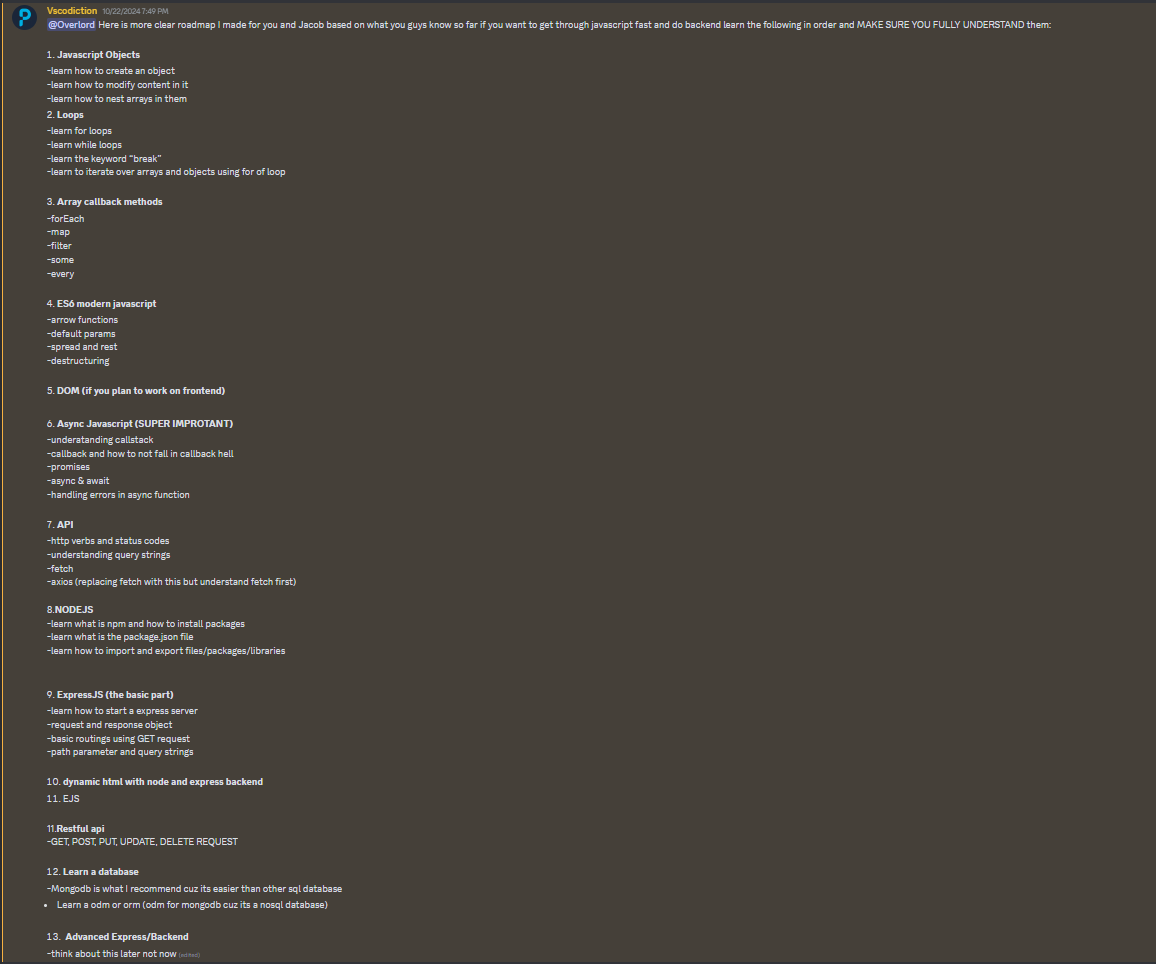 Vscodiction 10/22/2024 7:49 PM
@Overlord Here is more clear roadmap I made for you and Jacob based on what you guys know so far if you want to get through javascript fast and do backend learn the following in order and MAKE SURE YOU FULLY UNDERSTAND them:
1. Javascript Objects
-learn how to create an object
-learn how to modify content in it
-learn how to nest arrays in them
2. Loops
-learn for loops
-learn while loops
-learn the keyword "break"
-learn to iterate over arrays and objects using for of loop
3. Array callback methods
-forEach
-map
-filter
-some
-every
4. ES6 modern javascript
-arrow functions
-default params
-spread and rest
-destructuring
5. DOM (if you plan to work on frontend)
6. Async Javascript (SUPER IMPROTANT)
-underatanding callstack
-callback and how to not fall in callback hell
-promises
-async & await
-handling errors in async function
7. API
-http verbs and status codes
-understanding query strings
-fetch
-axios (replacing fetch with this but understand fetch first)
8.NODEJS
-learn what is npm and how to install packages
-learn what is the package.json file
-learn how to import and export files/packages/libraries
9. ExpressJS (the basic part)
-learn how to start a express server
-request and response object
-basic routings using GET request
-path parameter and query strings
10. dynamic html with node and express backend
11. EJS
11.Restful api
-GET, POST, PUT, UPDATE, DELETE REQUEST
12. Learn a database
-Mongodb is what I recommend cuz its easier than other sql database
• Learn a odm or orm (odm for mongodb cuz its a nosql database)
13. Advanced Express/Backend
-think about this later not now (edited)